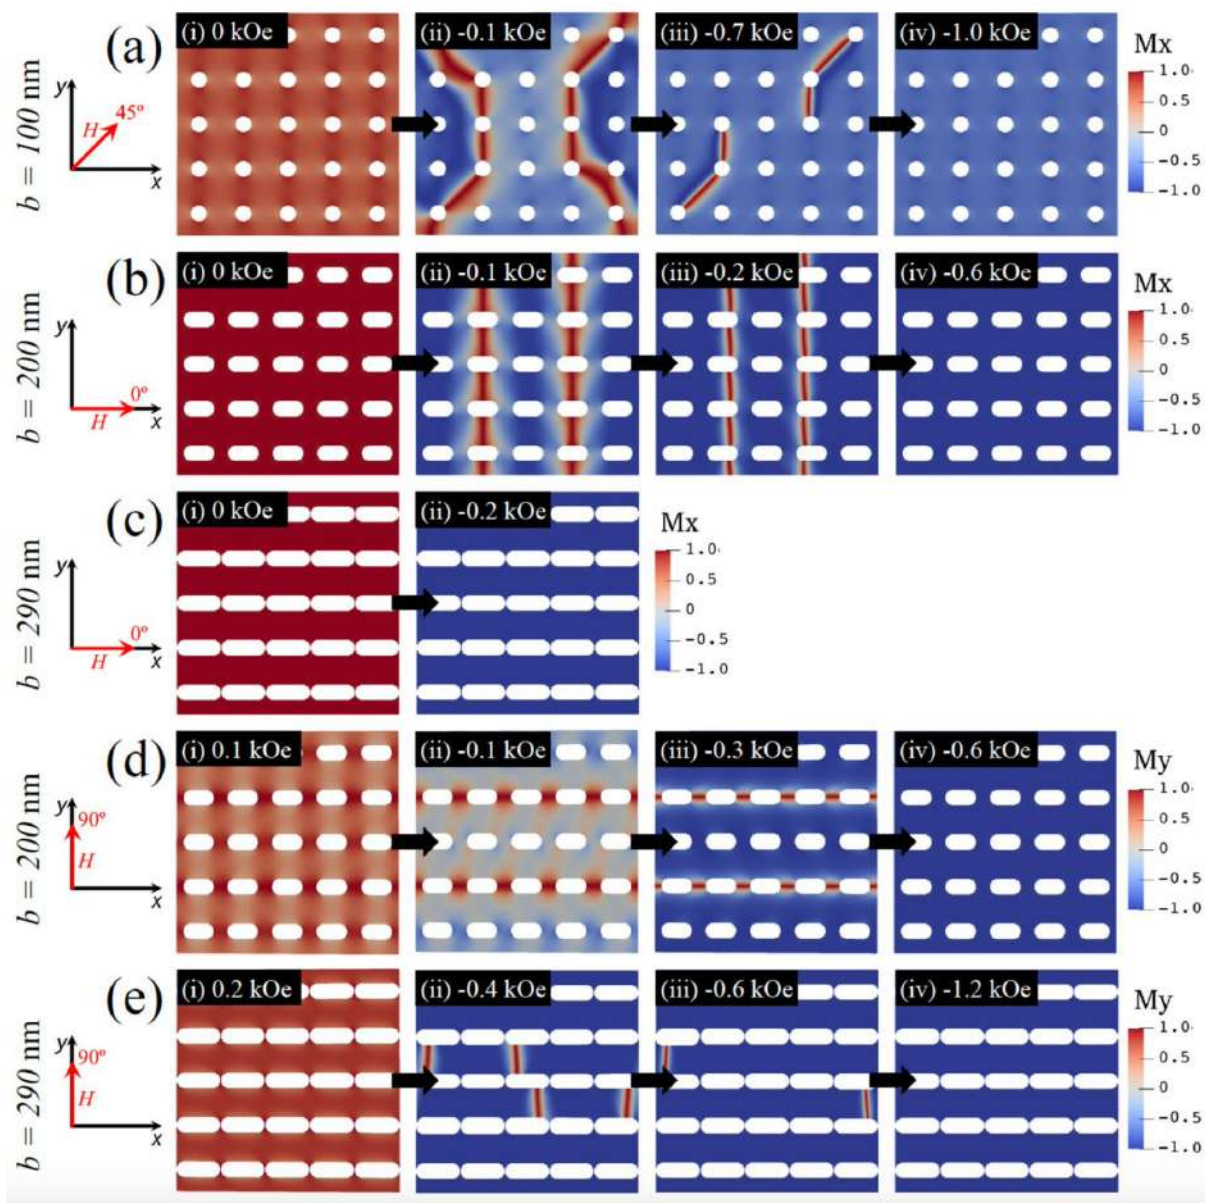 (a)
b = 100 nm
y
45º
H
x
(i) 0 kOe
(ii) -0.1 kOe
(iii) -0.7 kOe
(iv) -1.0 kOe
Mx
1.0
0.5
0
-0.5
-1.0
(b)
b = 200 nm
y
0º
H
x
(i) 0 kOe
(ii) -0.1 kOe
(iii) -0.2 kOe
(iv) -0.6 kOe
Mx
1.0
0.5
0
-0.5
-1.0
(c)
b = 290 nm
y
0º
H
x
(i) 0 kOe
(ii) -0.2 kOe
Mx
1.0
0.5
0
-0.5
-1.0
(d)
b = 200 nm
y
90º
H
x
(i) 0.1 kOe
(ii) -0.1 kOe
(iii) -0.3 kOe
(iv) -0.6 kOe
My
1.0
0.5
0
-0.5
-1.0
(e)
b = 290 nm
y
90º
H
x
(i) 0.2 kOe
(ii) -0.4 kOe
(iii) -0.6 kOe
(iv) -1.2 kOe
My
1.0
0.5
0
-0.5
-1.0